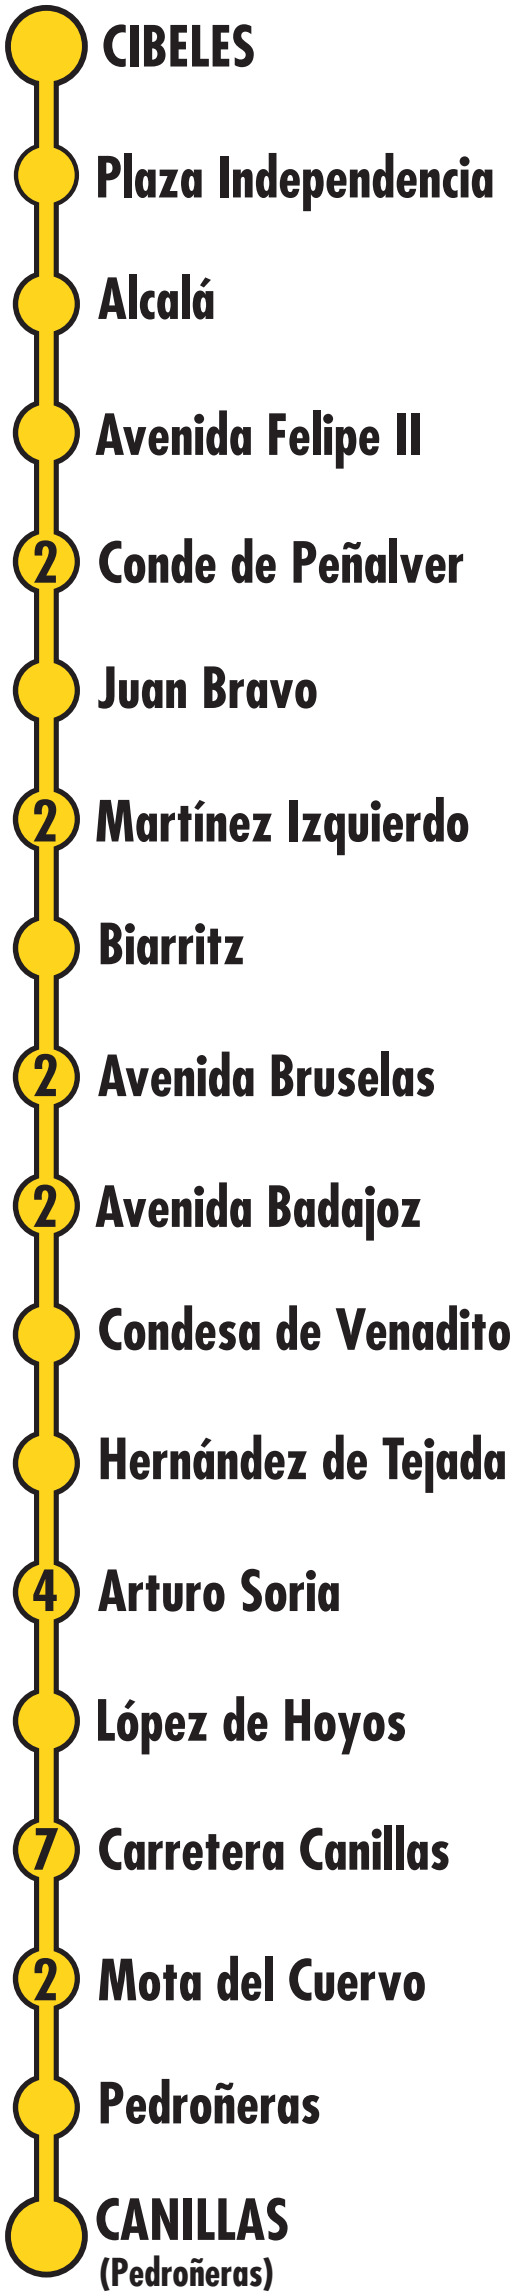 CIBELES
Plaza Independencia
Alcalá
Avenida Felipe II
2 Conde de Peñalver
Juan Bravo
2 Martínez Izquierdo
Biarritz
2 Avenida Bruselas
2 Avenida Badajoz
Condesa de Venadito
Hernández de Tejada
4 Arturo Soria
López de Hoyos
7 Carretera Canillas
2 Mota del Cuervo
Pedroñeras
CANILLAS
(Pedroñeras)